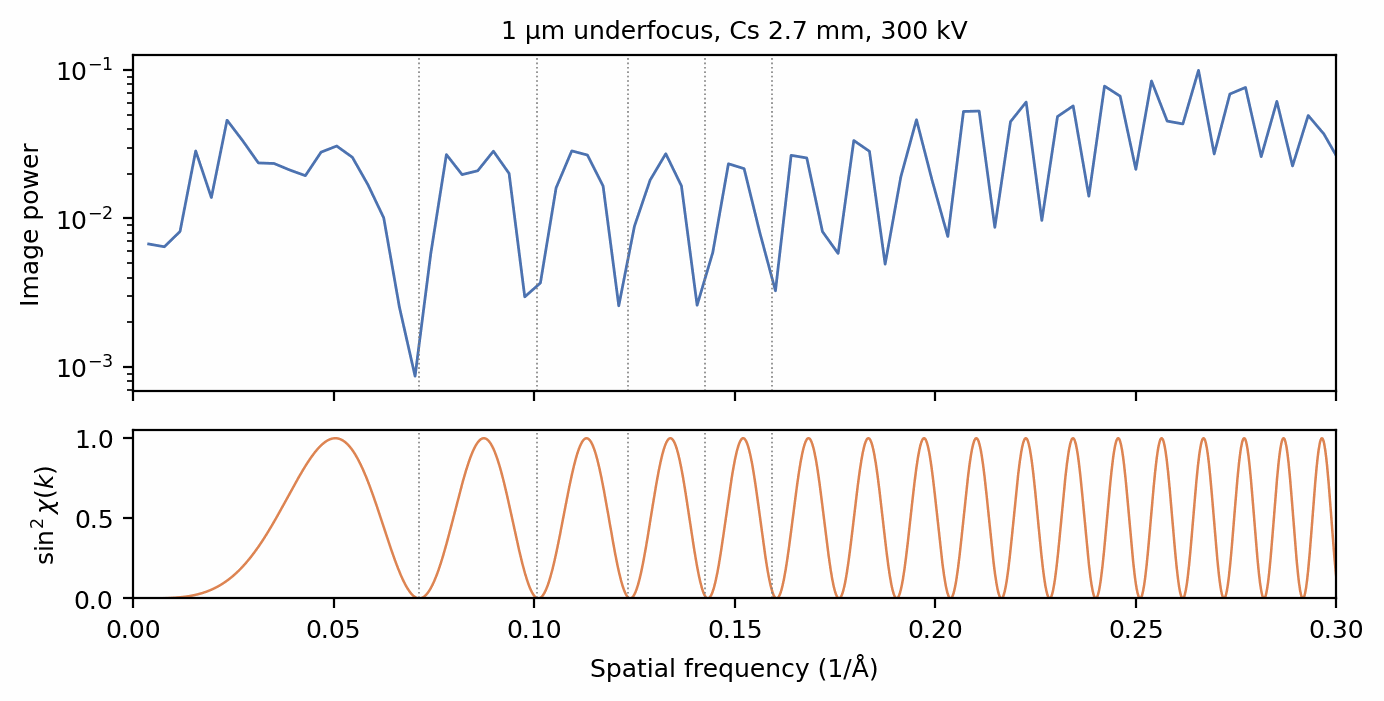 1 µm underfocus, Cs 2.7 mm, 300 kV
Image power
10⁻¹
10⁻²
10⁻³
sin² χ(k)
1.0
0.5
0.0
0.00 0.05 0.10 0.15 0.20 0.25 0.30
Spatial frequency (1/Å)